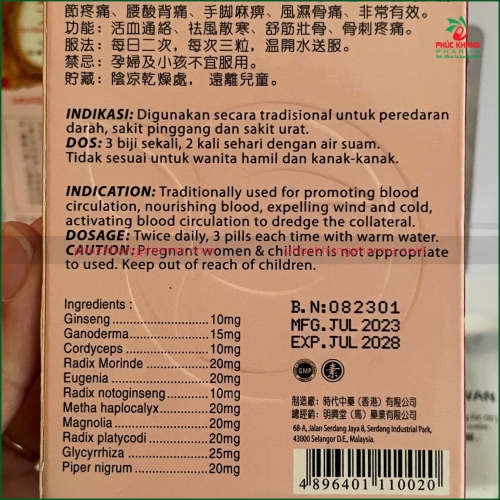 節疼痛、腰酸背痛、手脚麻痹、風濕骨痛、非常有效。
功能：活血通絡、祛風散寒、舒筋壯骨、骨刺疼痛。
服法：每日二次，每次三粒，温開水送服。
禁忌：孕婦及小孩不宜服用。
貯藏：陰涼乾燥處，遠離兒童。
PHÚC KHANG
PHARMA
INDIKASI: Digunakan secara tradisional untuk peredaran
darah, sakit pinggang dan sakit urat.
DOS: 3 biji sekali, 2 kali sehari dengan air suam.
Tidak sesuai untuk wanita hamil dan kanak-kanak.
INDICATION: Traditionally used for promoting blood
circulation, nourishing blood, expelling wind and cold,
activating blood circulation to dredge the collateral.
DOSAGE: Twice daily, 3 pills each time with warm water.
CAUTION: Pregnant women & children is not appropriate
to used. Keep out of reach of children.
Ingredients :
Ginseng 10mg
Ganoderma 15mg
Cordyceps 10mg
Radix Morinde 20mg
Eugenia 20mg
Radix notoginseng 10mg
Metha haplocalyx 20mg
Magnolia 20mg
Radix platycodi 20mg
Glycyrrhiza 25mg
Piper nigrum 20mg
B.N:082301
MFG.JUL 2023
EXP.JUL 2028
GMP
素
制造廠：時代中藥（香港）有限公司
總經銷：明興堂（馬）藥業有限公司
68-A, Jalan Serdang Jaya 8, Serdang Industrial Park,
43000 Selangor D.E., Malaysia.
4 896401 110020
WAN